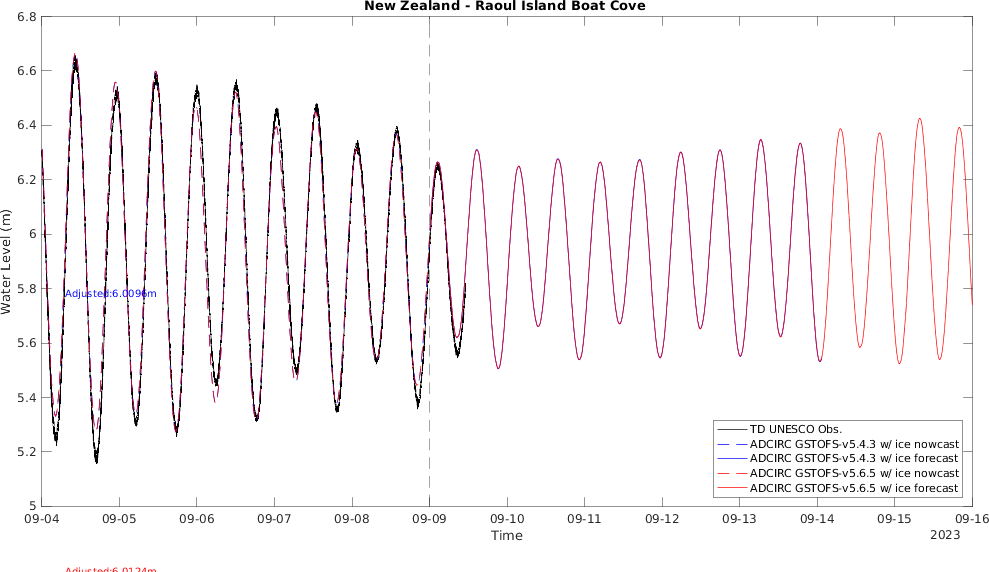 New Zealand - Raoul Island Boat Cove
6.8
6.6
6.4
6.2
6
5.8
5.6
5.4
5.2
5
Water Level (m)
Adjusted:6.0096m
TD UNESCO Obs.
ADCIRC GSTOFS-v5.4.3 w/ ice nowcast
ADCIRC GSTOFS-v5.4.3 w/ ice forecast
ADCIRC GSTOFS-v5.6.5 w/ ice nowcast
ADCIRC GSTOFS-v5.6.5 w/ ice forecast
09-04 09-05 09-06 09-07 09-08 09-09 09-10 09-11 09-12 09-13 09-14 09-15 09-16
Time
2023
Adjusted:6.0124m